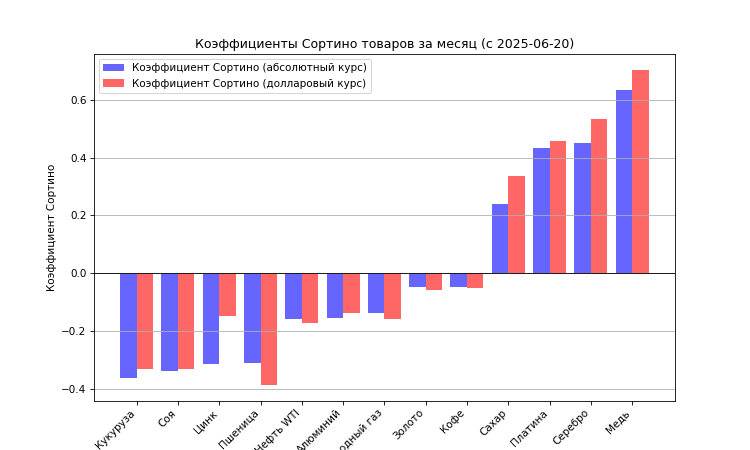 Коэффициенты Сортино товаров за месяц (с 2025-06-20)
Коэффициент Сортино (абсолютный курс)
Коэффициент Сортино (долларовый курс)
Коэффициент Сортино
0.6
0.4
0.2
0.0
−0.2
−0.4
Кукуруза
Соя
Цинк
Пшеница
Нефть WTI
Алюминий
газ
Золото
Кофе
Сахар
Платина
Серебро
Медь